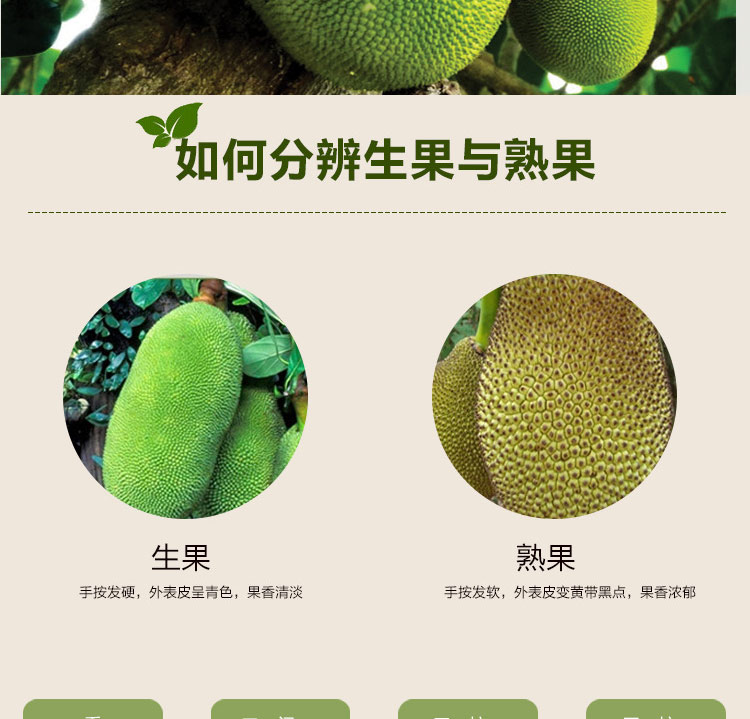 如何分辨生果与熟果
生果
熟果
手按发硬，外表皮呈青色，果香清淡
手按发软，外表皮变黄带黑点，果香浓郁